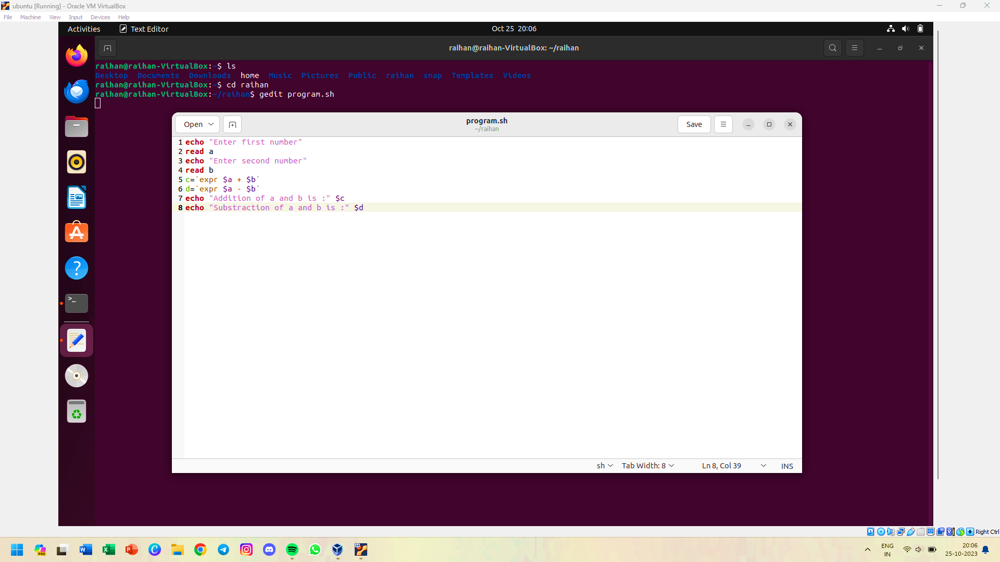 ubuntu [Running] - Oracle VM VirtualBox
File Machine View Input Devices Help
Activities Text Editor Oct 25 20:06
raihan@raihan-VirtualBox: ~/raihan
raihan@raihan-VirtualBox:~$ ls
Desktop Documents Downloads home Music Pictures Public raihan snap Templates Videos
raihan@raihan-VirtualBox:~$ cd raihan
raihan@raihan-VirtualBox:~/raihan$ gedit program.sh
Open program.sh Save
~/raihan
1 echo "Enter first number"
2 read a
3 echo "Enter second number"
4 read b
5 c=`expr $a + $b`
6 d=`expr $a - $b`
7 echo "Addition of a and b is :" $c
8 echo "Substraction of a and b is :" $d
sh Tab Width: 8 Ln 8, Col 39 INS
Right Ctrl
ENG 20:06
IN 25-10-2023